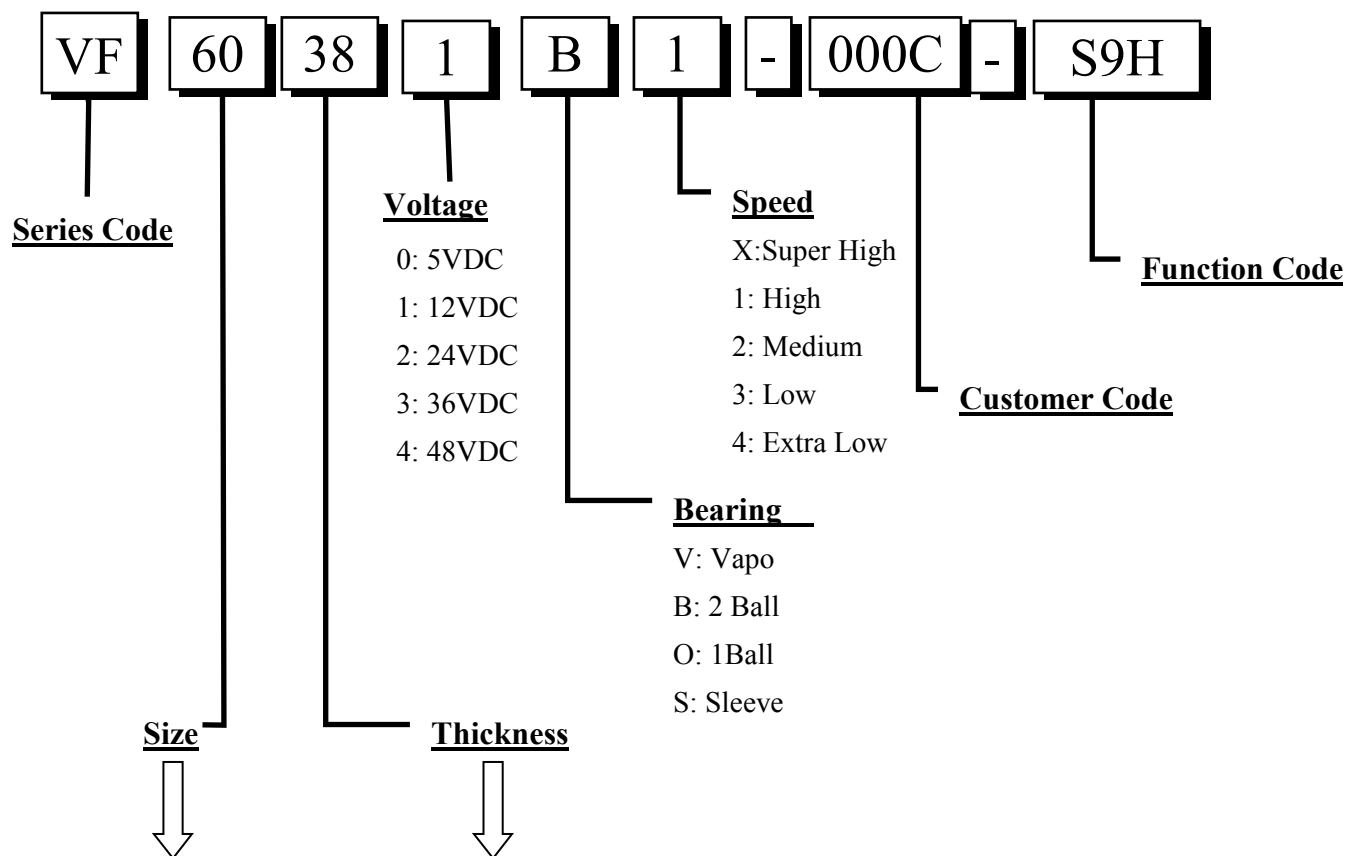 VF 60 38 1 B 1 - 000C - S9H
Series Code
Voltage
0: 5VDC
1: 12VDC
2: 24VDC
3: 36VDC
4: 48VDC
Speed
X:Super High
1: High
2: Medium
3: Low
4: Extra Low
Function Code
Customer Code
Bearing
V: Vapo
B: 2 Ball
O: 1Ball
S: Sleeve
Size
Thickness